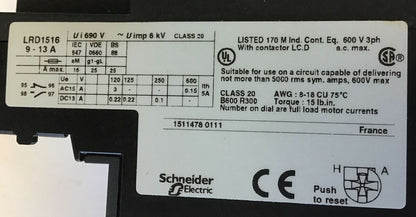 LRD1516
9 - 13 A
Ui 690 V Uimp 6 kV CLASS 20
IEC VDE BS
947 0660 88
aM g1-gL
A max 16 25 25
Ue 120 125 250 600
95 96 AC15 A 3 - - 0.15 Ith
98 97 DC13 A 0.22 0.22 0.1 - 5A
LISTED 170 M Ind. Cont. Eq. 600 V 3ph
With contactor LC.D a.c. max.
UL
Suitable for use on a circuit capable of delivering
not more than 5000 rms sym. amps, 600V max
CLASS 20 AWG : 8-18 CU 75°C
B600 R300 Torque : 15 lb.in.
Number on dial are full load motor currents
1511478 0111 France
Schneider
Electric
CE
H A
Push
to reset